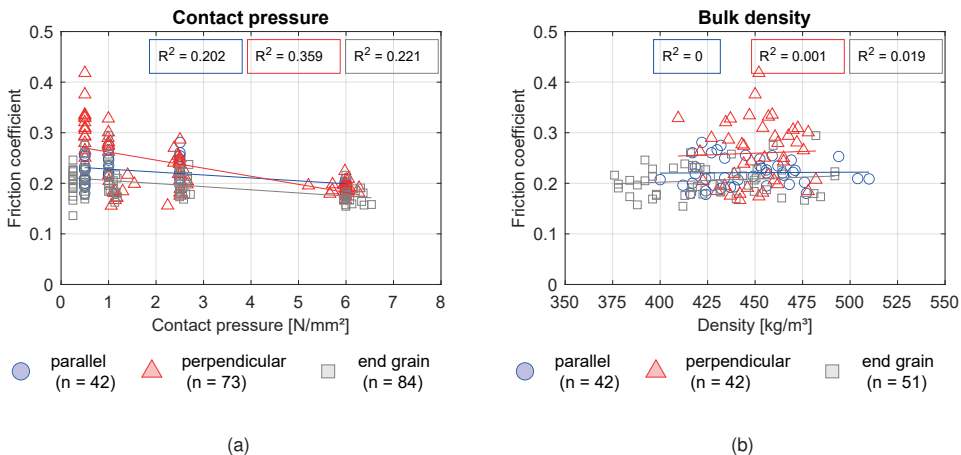 Contact pressure
R² = 0.202
R² = 0.359
R² = 0.221
Friction coefficient
0.5
0.4
0.3
0.2
0.1
0
0 1 2 3 4 5 6 7 8
Contact pressure [N/mm²]
parallel
(n = 42)
perpendicular
(n = 73)
end grain
(n = 84)
(a)
Bulk density
R² = 0
R² = 0.001
R² = 0.019
Friction coefficient
0.5
0.4
0.3
0.2
0.1
0
350 375 400 425 450 475 500 525 550
Density [kg/m³]
parallel
(n = 42)
perpendicular
(n = 42)
end grain
(n = 51)
(b)